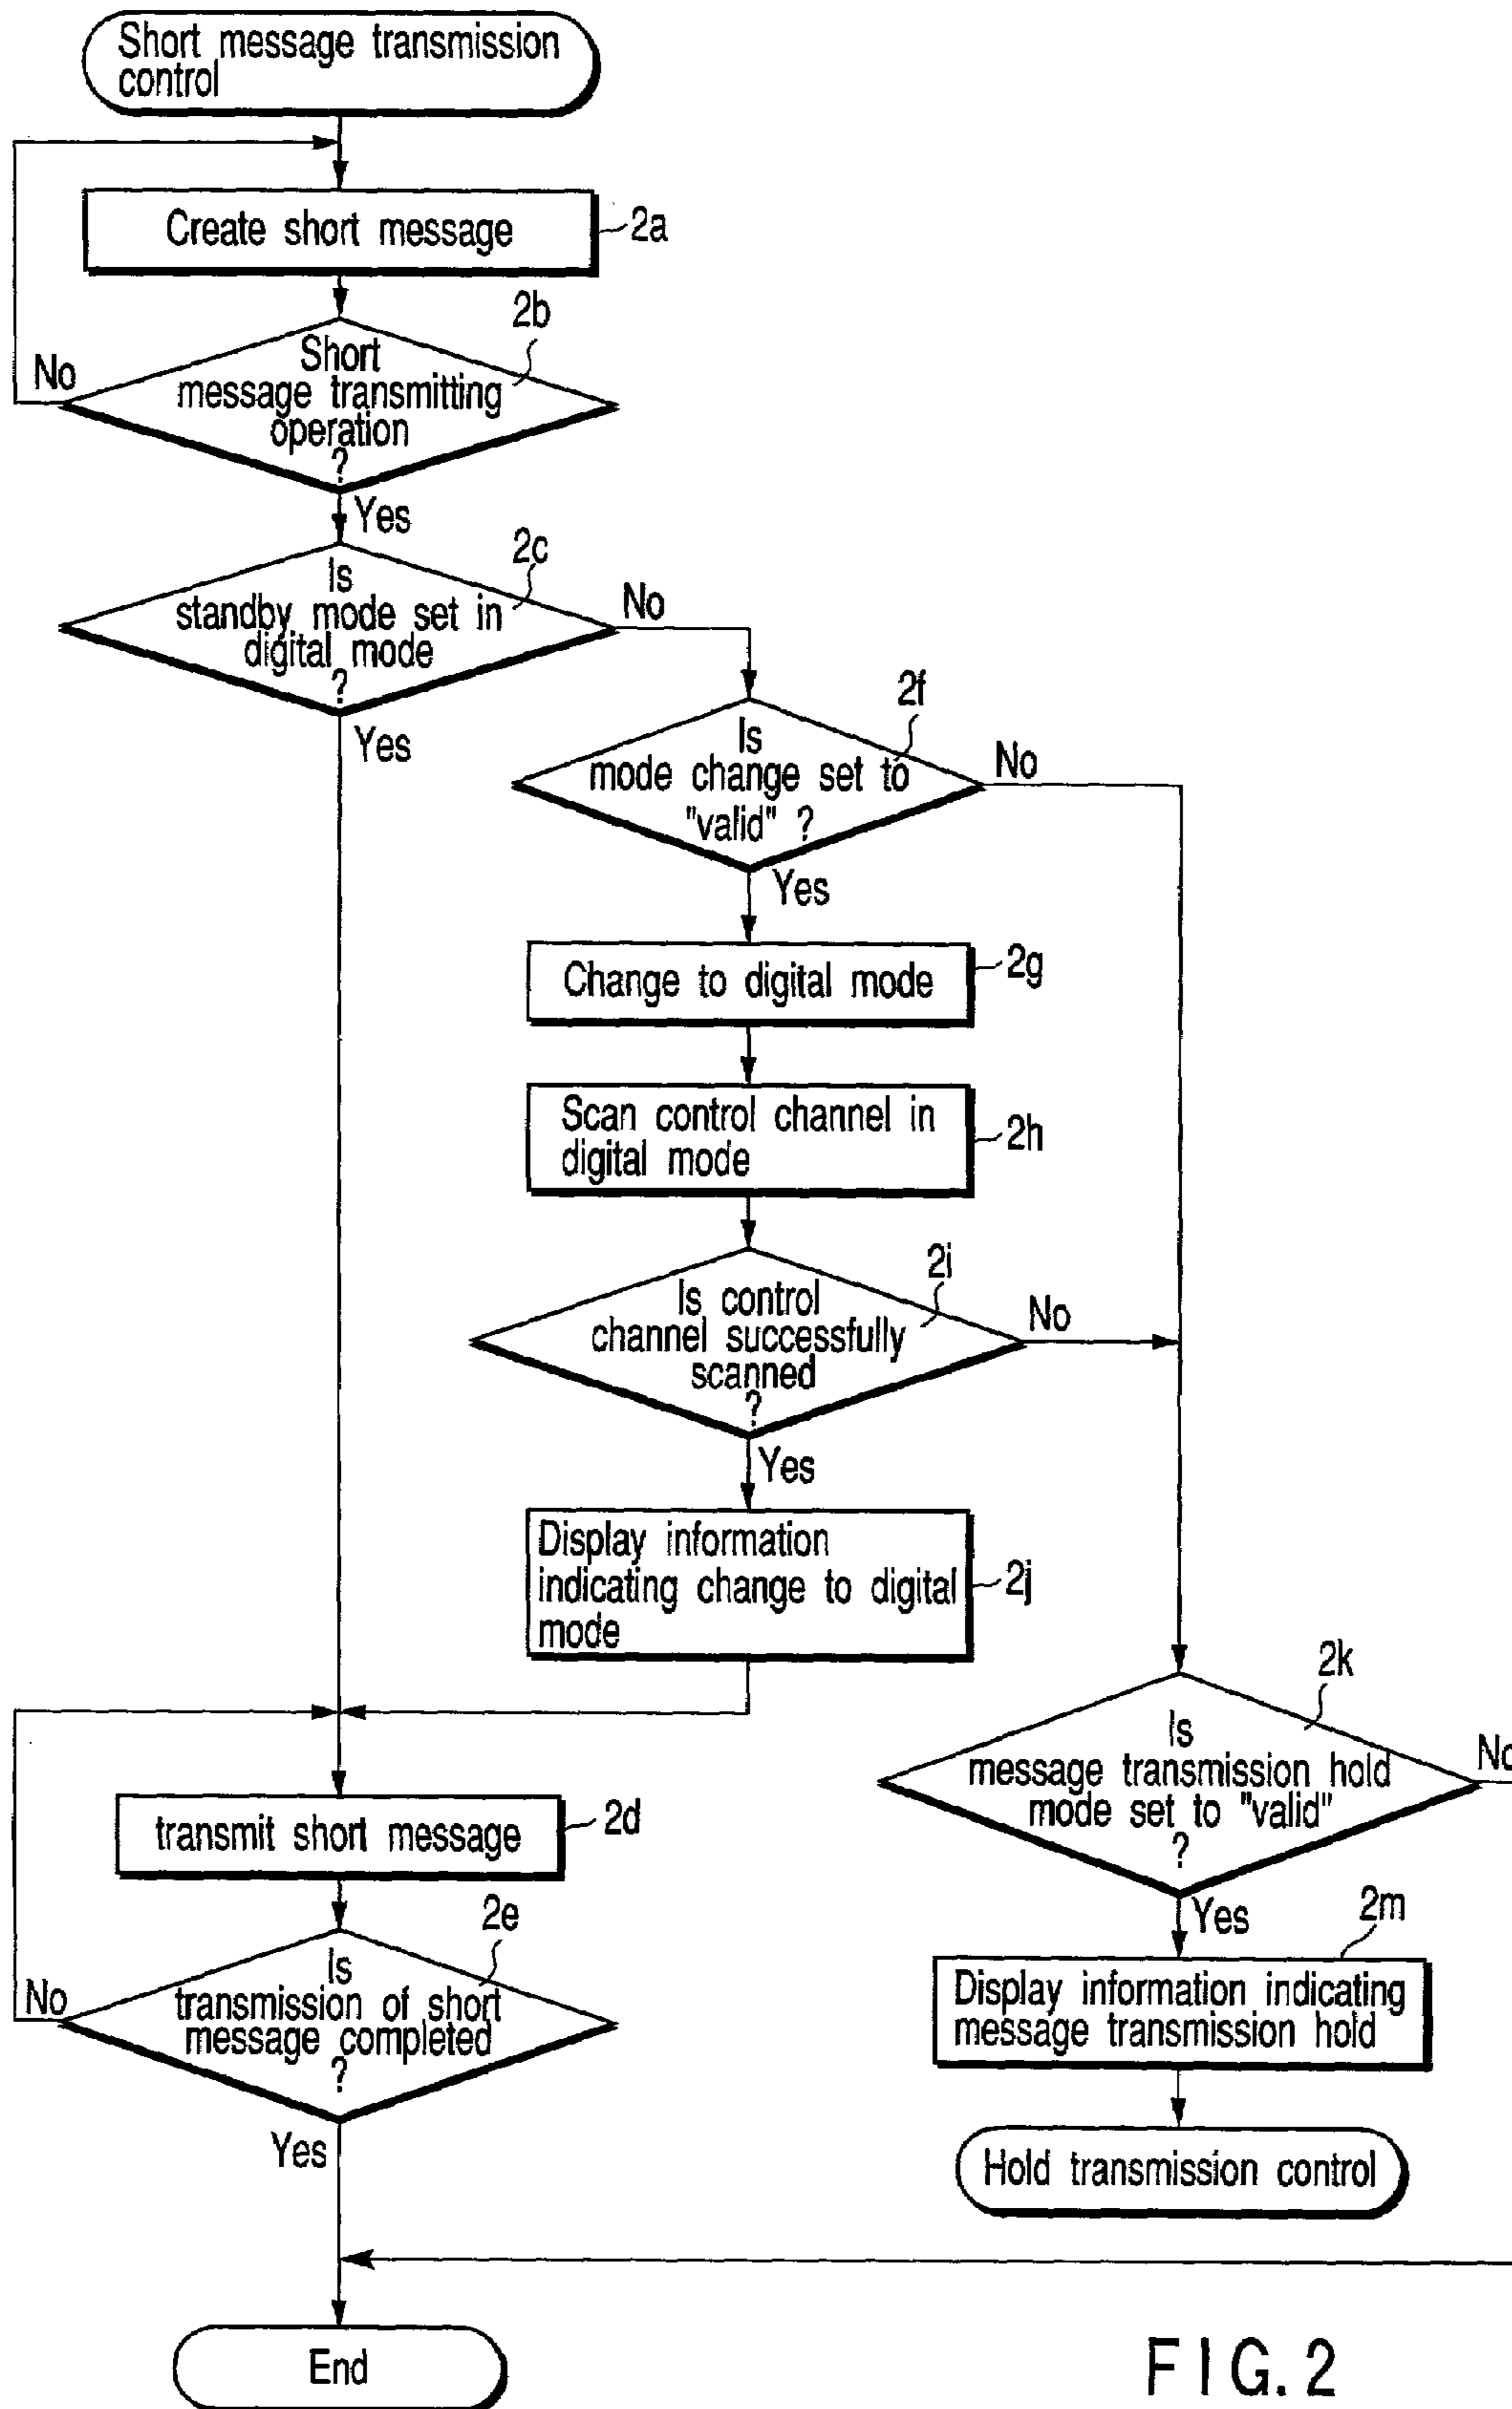 Short message transmission
control
Create short message
2a
2b
Short
message transmitting
operation
?
No
Yes
2c
Is
standby mode set in
digital mode
?
No
Yes
2f
Is
mode change set to
"valid" ?
No
Yes
Change to digital mode
2g
Scan control channel in
digital mode
2h
2i
Is control
channel successfully
scanned
?
No
Yes
Display information
indicating change to digital
mode
2j
2k
Is
message transmission hold
mode set to "valid"
?
No
Yes
transmit short message
2d
2e
Is
transmission of short
message completed
?
No
Yes
2m
Display information indicating
message transmission hold
Hold transmission control
End
FIG. 2